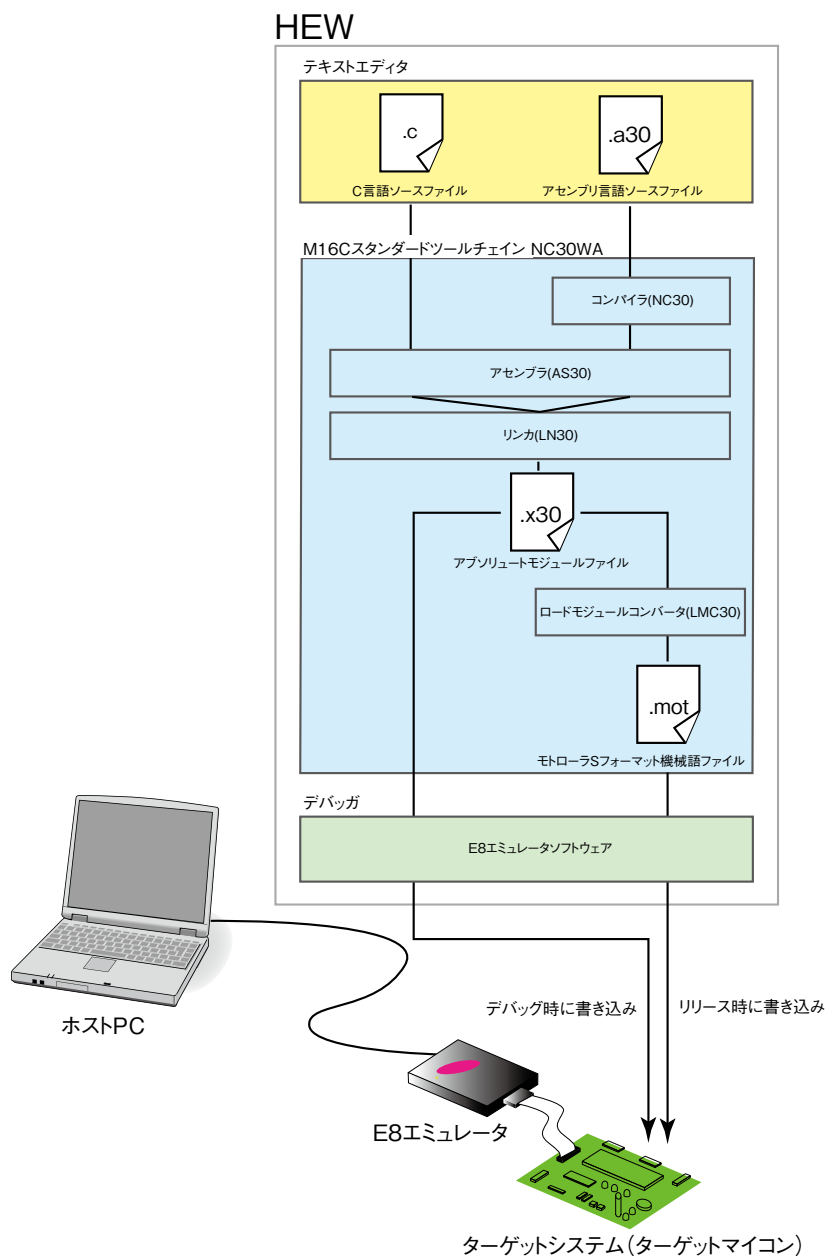 HEW
テキストエディタ
.c
.a30
C言語ソースファイル
アセンブリ言語ソースファイル
M16Cスタンダードツールチェイン NC30WA
コンパイラ(NC30)
アセンブラ(AS30)
リンカ(LN30)
.x30
アブソリュートモジュールファイル
ロードモジュールコンバータ(LMC30)
.mot
モトローラSフォーマット機械語ファイル
デバッガ
E8エミュレータソフトウェア
デバッグ時に書き込み
リリース時に書き込み
ホストPC
E8エミュレータ
ターゲットシステム(ターゲットマイコン)